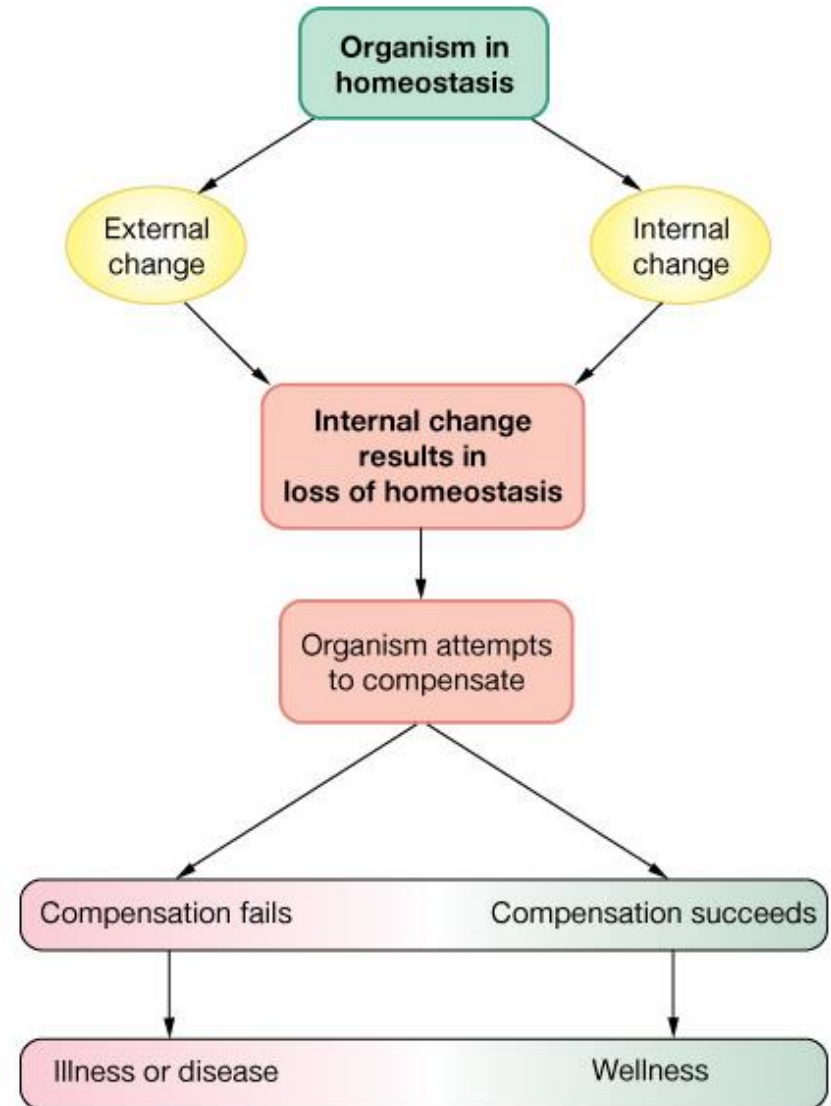 Organism in
homeostasis
External
change
Internal
change
Internal change
results in
loss of homeostasis
Organism attempts
to compensate
Compensation fails
Compensation succeeds
Illness or disease
Wellness